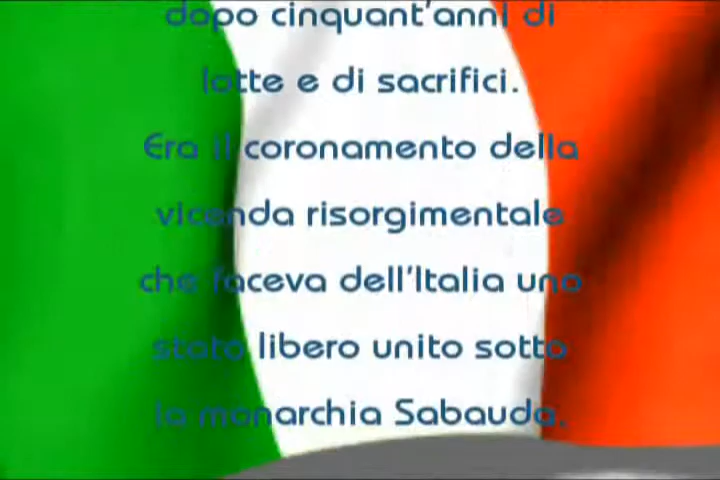 dopo cinquant'anni di
lotte e di sacrifici.
Era il coronamento della
vicenda risorgimentale
che faceva dell'Italia uno
stato libero unito sotto
la monarchia Sabauda.